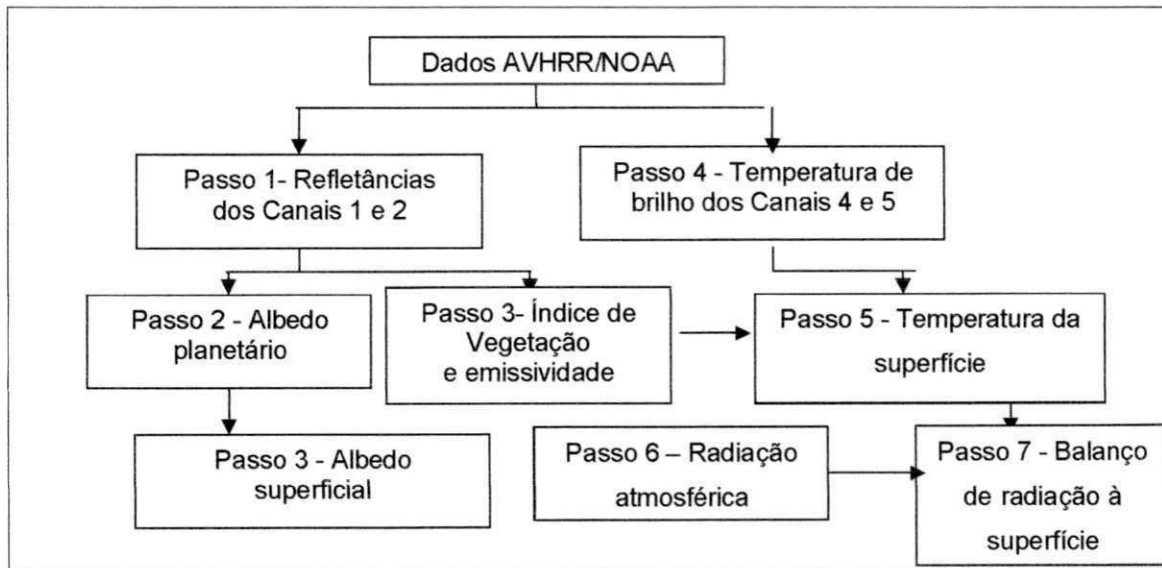 Dados AVHRR/NOAA
Passo 1- Refletâncias
dos Canais 1 e 2
Passo 4 - Temperatura de
brilho dos Canais 4 e 5
Passo 2 - Albedo
planetário
Passo 3- Índice de
Vegetação
e emissividade
Passo 5 - Temperatura da
superfície
Passo 3 - Albedo
superficial
Passo 6 – Radiação
atmosférica
Passo 7 - Balanço
de radiação à
superfície